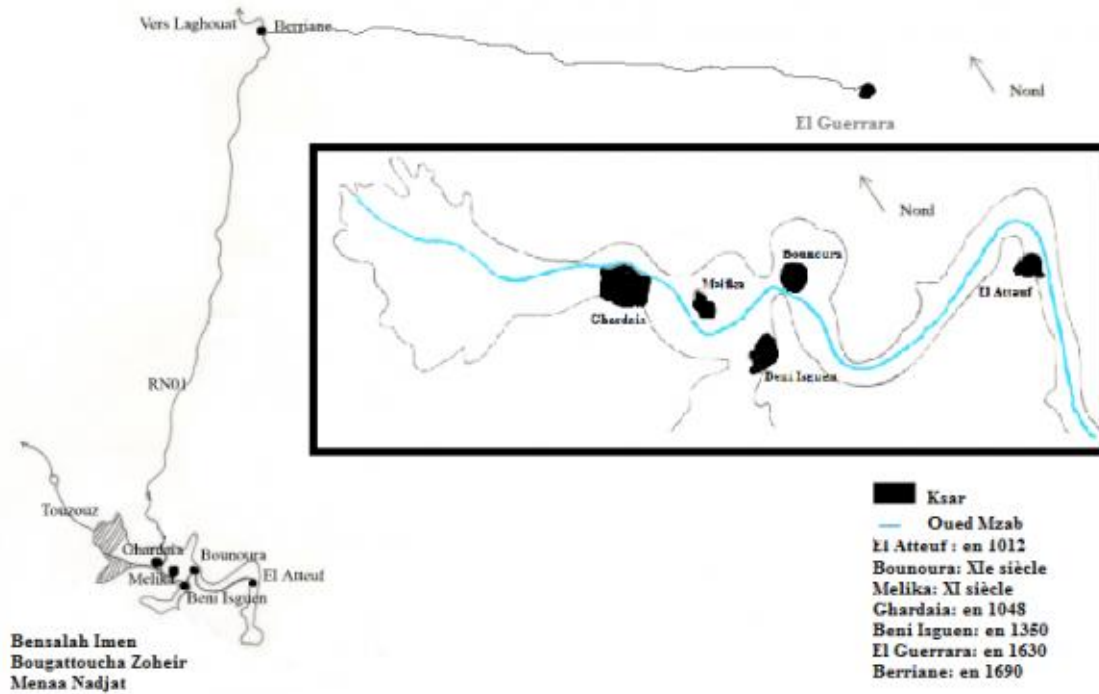 Vers Laghouat
Berriane
Nord
El Guerrara
Nord
Bounoura
Melika
El Atteuf
Ghardaia
Beni Isguen
RN01
Touzouz
Ghardaia
Bounoura
Melika
El Atteuf
Beni Isguen
Ksar
Oued Mzab
El Atteuf : en 1012
Bounoura: XIe siècle
Melika: XI siècle
Ghardaia: en 1048
Beni Isguen: en 1350
El Guerrara: en 1630
Berriane: en 1690
Bensalah Imen
Bougattoucha Zoheir
Menaa Nadjat